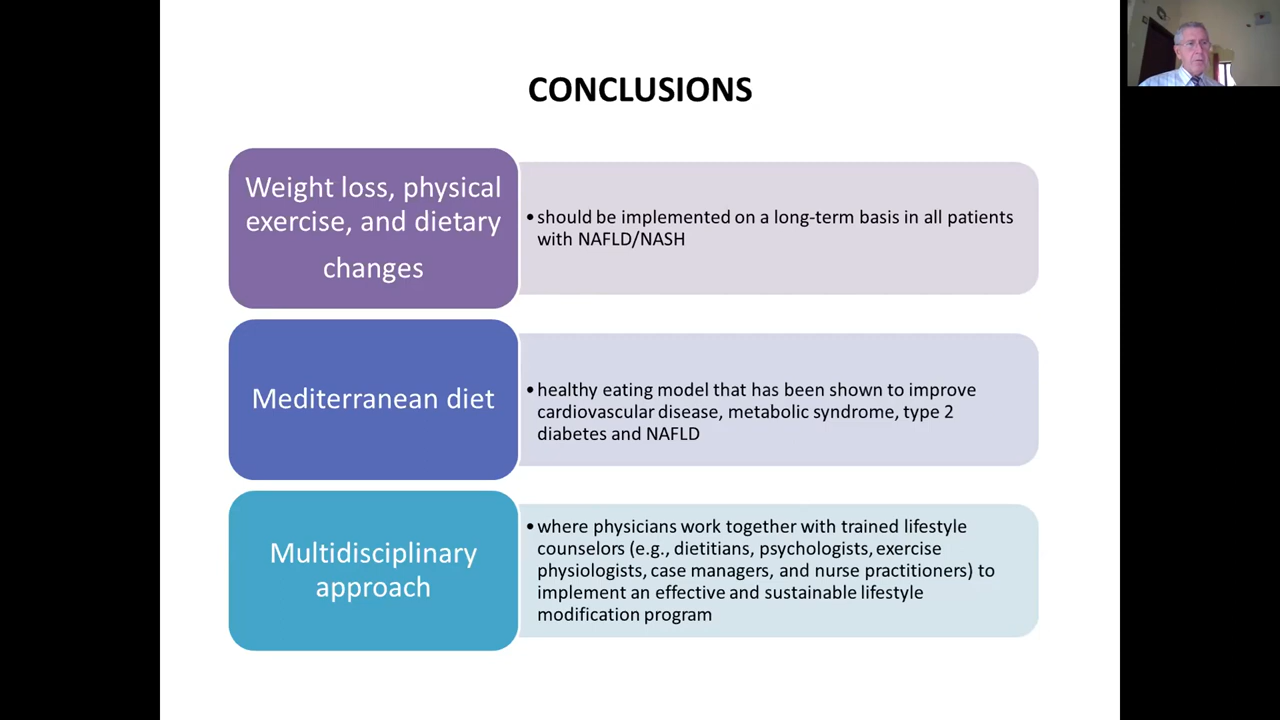 CONCLUSIONS
Weight loss, physical
exercise, and dietary
changes
•should be implemented on a long-term basis in all patients
with NAFLD/NASH
Mediterranean diet
•healthy eating model that has been shown to improve
cardiovascular disease, metabolic syndrome, type 2
diabetes and NAFLD
Multidisciplinary
approach
•where physicians work together with trained lifestyle
counselors (e.g., dietitians, psychologists, exercise
physiologists, case managers, and nurse practitioners) to
implement an effective and sustainable lifestyle
modification program